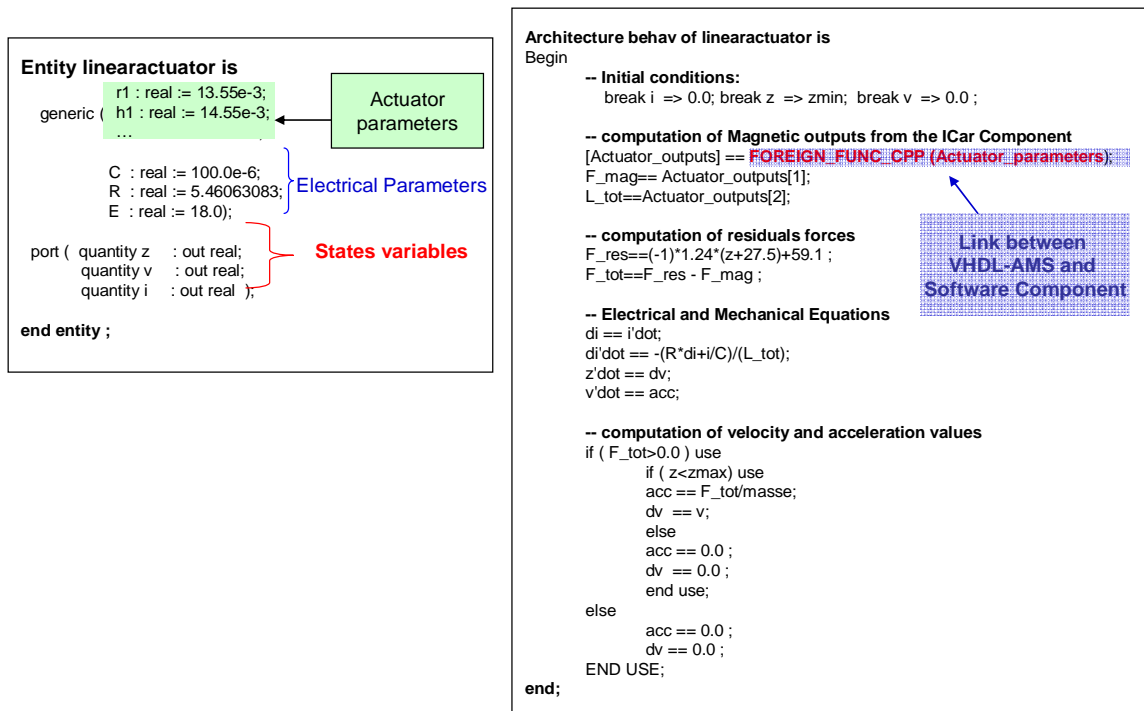 Entity linearactuator is
r1 : real := 13.55e-3;
generic ( h1 : real := 14.55e-3;
…
Actuator
parameters
C : real := 100.0e-6;
R : real := 5.46063083;
E : real := 18.0);
Electrical Parameters
port ( quantity z : out real;
quantity v : out real;
quantity i : out real );
States variables
end entity ;
Architecture behav of linearactuator is
Begin
-- Initial conditions:
break i => 0.0; break z => zmin; break v => 0.0 ;
-- computation of Magnetic outputs from the ICar Component
[Actuator_outputs] == FOREIGN_FUNC_CPP (Actuator_parameters);
F_mag== Actuator_outputs[1];
L_tot==Actuator_outputs[2];
Link between
VHDL-AMS and
Software Component
-- computation of residuals forces
F_res==(-1)*1.24*(z+27.5)+59.1 ;
F_tot==F_res - F_mag ;
-- Electrical and Mechanical Equations
di == i'dot;
di'dot == -(R*di+i/C)/(L_tot);
z'dot == dv;
v'dot == acc;
-- computation of velocity and acceleration values
if ( F_tot>0.0 ) use
if ( z<zmax) use
acc == F_tot/masse;
dv == v;
else
acc == 0.0 ;
dv == 0.0 ;
end use;
else
acc == 0.0 ;
dv == 0.0 ;
END USE;
end;